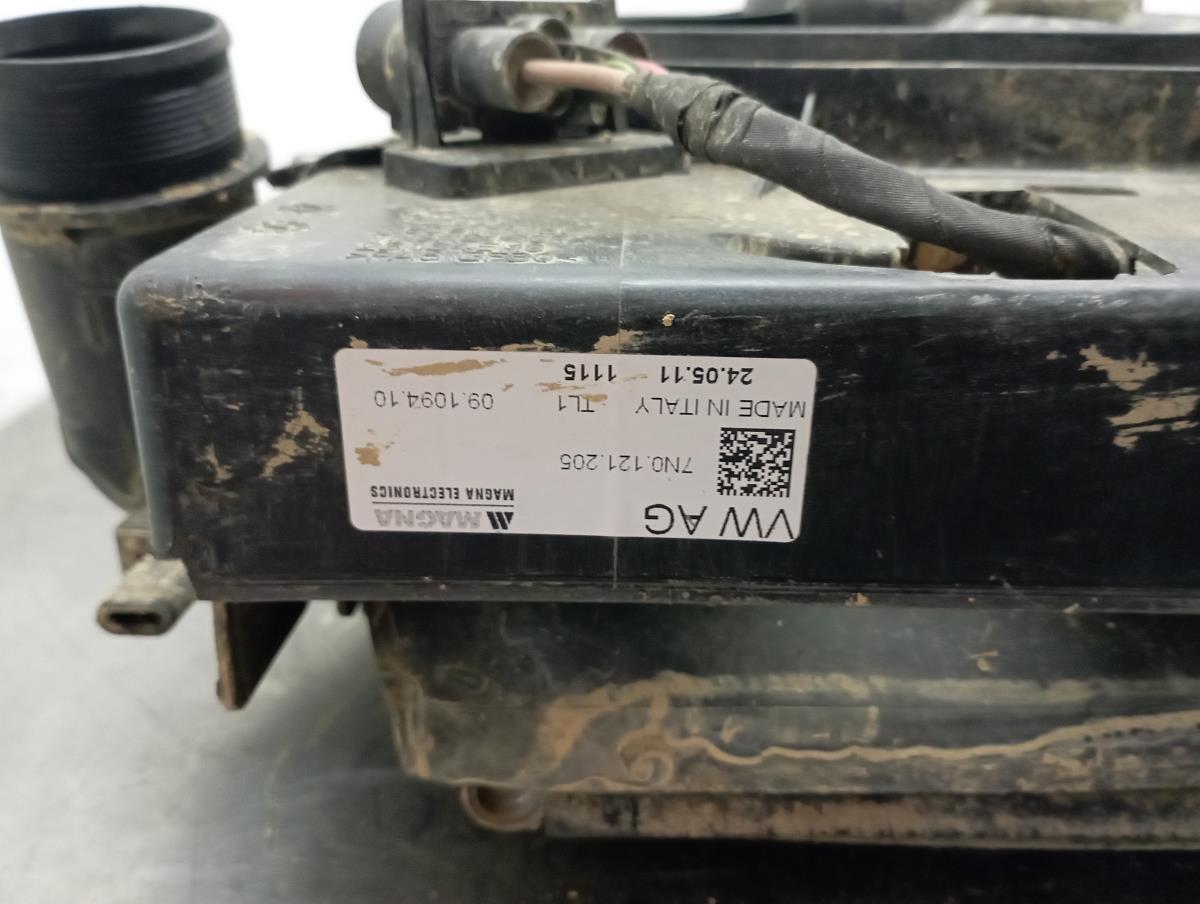 VW AG
MAGNA
MAGNA ELECTRONICS
7N0.121.205
MADE IN ITALY TL1 09.1094.10
24.05.11 1115